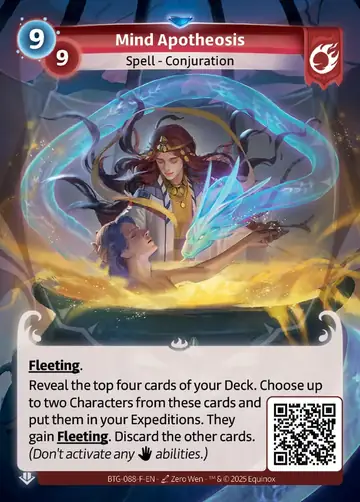 9
9
Mind Apotheosis
Spell - Conjuration
Fleeting.
Reveal the top four cards of your Deck. Choose up
to two Characters from these cards and
put them in your Expeditions. They
gain Fleeting. Discard the other cards.
(Don't activate any abilities.)
BTG-088-F-EN - Zero Wen - ™ & © 2025 Equinox